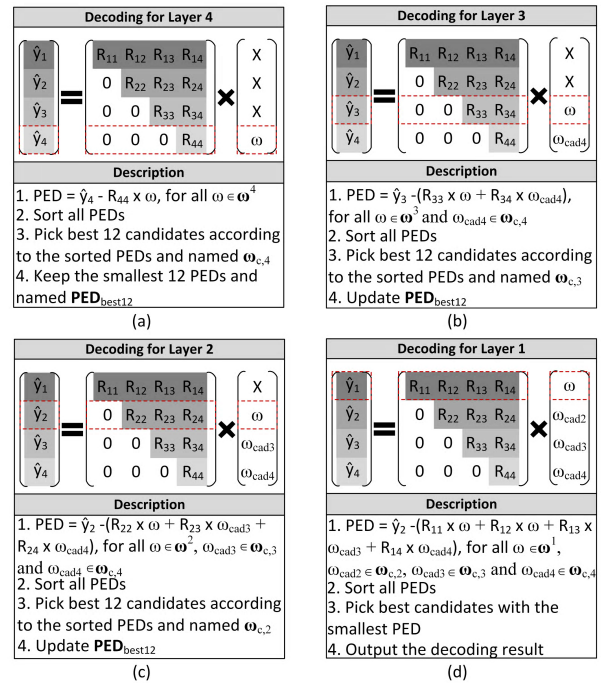 Decoding for Layer 4
ŷ1 = R11 R12 R13 R14 × X
ŷ2 0 R22 R23 R24 X
ŷ3 0 0 R33 R34 X
ŷ4 0 0 0 R44 ω
Description
1. PED = ŷ4 - R44 x ω, for all ω ∈ ω^4
2. Sort all PEDs
3. Pick best 12 candidates according
to the sorted PEDs and named ωc,4
4. Keep the smallest 12 PEDs and
named PEDbest12
(a)
Decoding for Layer 3
ŷ1 = R11 R12 R13 R14 × X
ŷ2 0 R22 R23 R24 X
ŷ3 0 0 R33 R34 ω
ŷ4 0 0 0 R44 ωcad4
Description
1. PED = ŷ3 -(R33 x ω + R34 x ωcad4),
for all ω ∈ ω^3 and ωcad4 ∈ ωc,4
2. Sort all PEDs
3. Pick best 12 candidates according
to the sorted PEDs and named ωc,3
4. Update PEDbest12
(b)
Decoding for Layer 2
ŷ1 = R11 R12 R13 R14 × X
ŷ2 0 R22 R23 R24 ω
ŷ3 0 0 R33 R34 ωcad3
ŷ4 0 0 0 R44 ωcad4
Description
1. PED = ŷ2 -(R22 x ω + R23 x ωcad3 +
R24 x ωcad4), for all ω ∈ ω^2, ωcad3 ∈ ωc,3
and ωcad4 ∈ ωc,4
2. Sort all PEDs
3. Pick best 12 candidates according
to the sorted PEDs and named ωc,2
4. Update PEDbest12
(c)
Decoding for Layer 1
ŷ1 = R11 R12 R13 R14 × ω
ŷ2 0 R22 R23 R24 ωcad2
ŷ3 0 0 R33 R34 ωcad3
ŷ4 0 0 0 R44 ωcad4
Description
1. PED = ŷ2 -(R11 x ω + R12 x ω + R13 x
ωcad3 + R14 x ωcad4), for all ω ∈ ω^1,
ωcad2 ∈ ωc,2, ωcad3 ∈ ωc,3 and ωcad4 ∈ ωc,4
2. Sort all PEDs
3. Pick best candidates with the
smallest PED
4. Output the decoding result
(d)